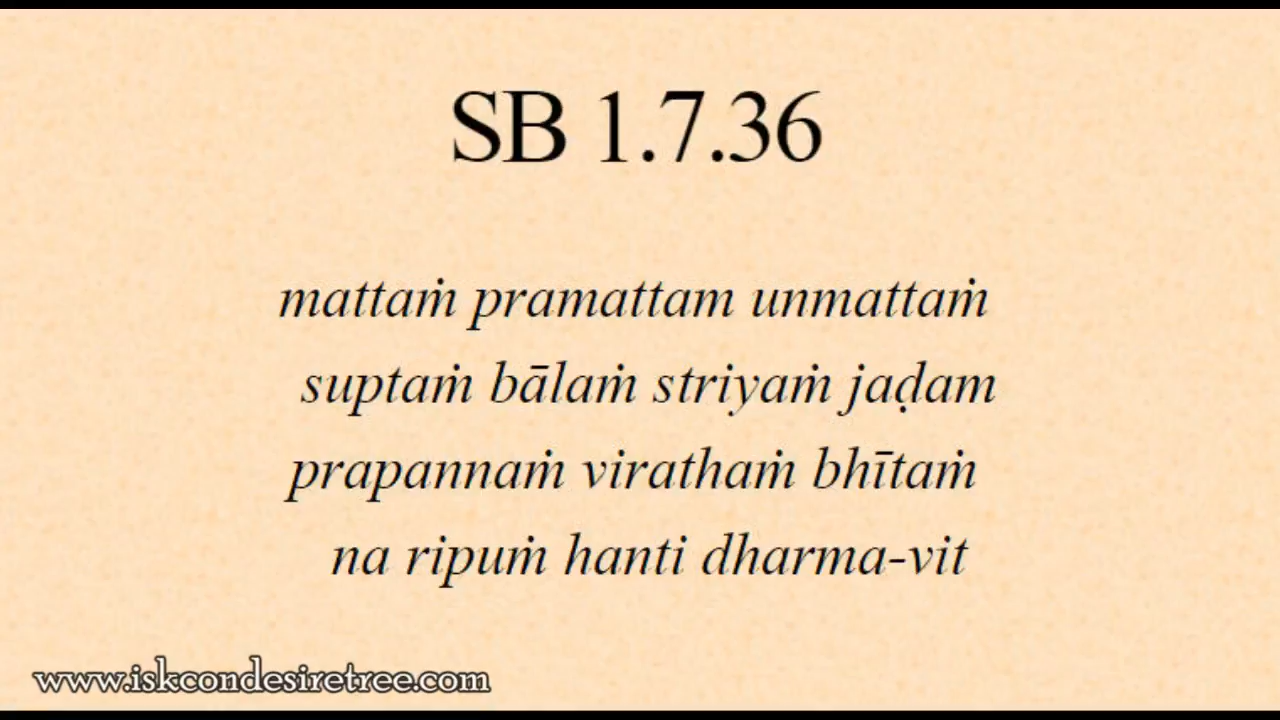 SB 1.7.36
mattaṁ pramattam unmattaṁ
suptaṁ bālaṁ striyaṁ jaḍam
prapannaṁ virathaṁ bhītaṁ
na ripuṁ hanti dharma-vit
www.iskcondesiretree.com